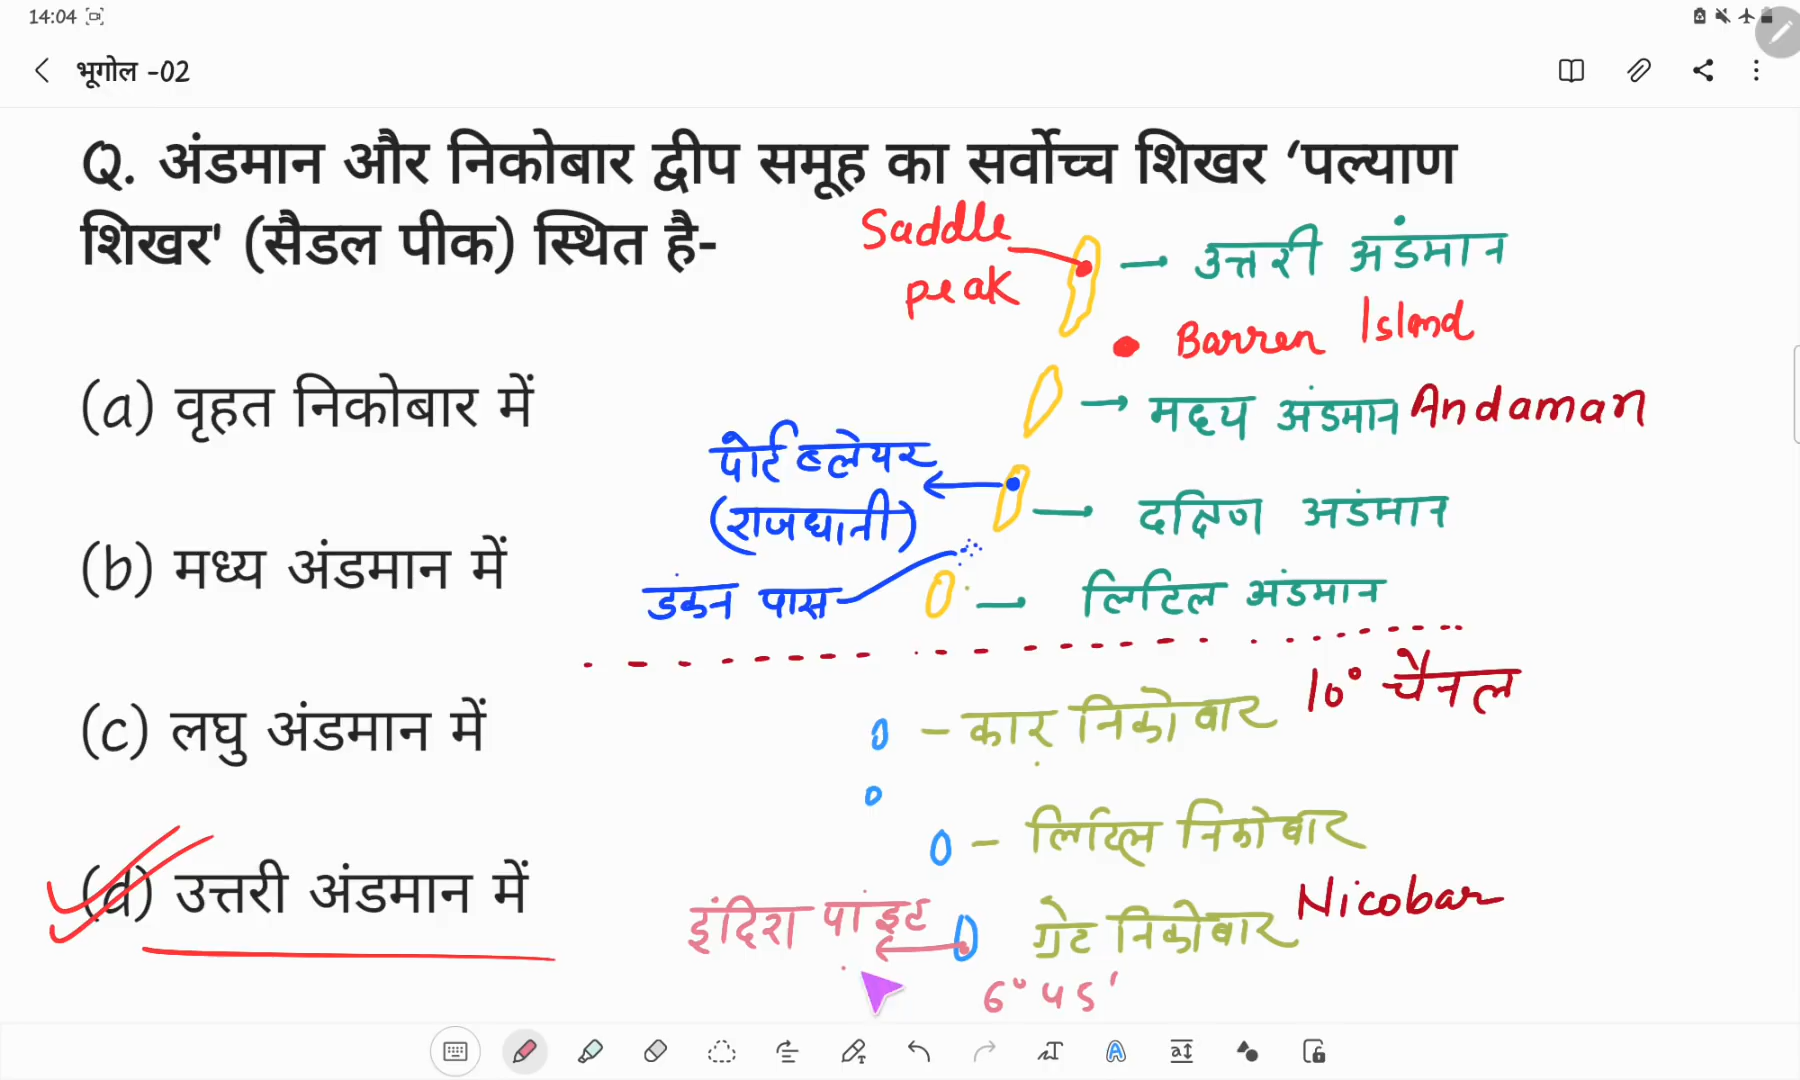 14:04
भूगोल -02
Q. अंडमान और निकोबार द्वीप समूह का सर्वोच्च शिखर ‘पल्याण
शिखर' (सैडल पीक) स्थित है-
Saddle
peak
उत्तरी अंडमान
Barren Island
(a) वृहत निकोबार में
मध्य अंडमान Andaman
पोर्ट ब्लेयर
(राजधानी)
दक्षिण अंडमान
(b) मध्य अंडमान में
डंकन पास
लिटिल अंडमान
10° चैनल
(c) लघु अंडमान में
कार निकोबार
लिटिल निकोबार
(d) उत्तरी अंडमान में
इंदिरा पाइंट
ग्रेट निकोबार Nicobar
6° 45'